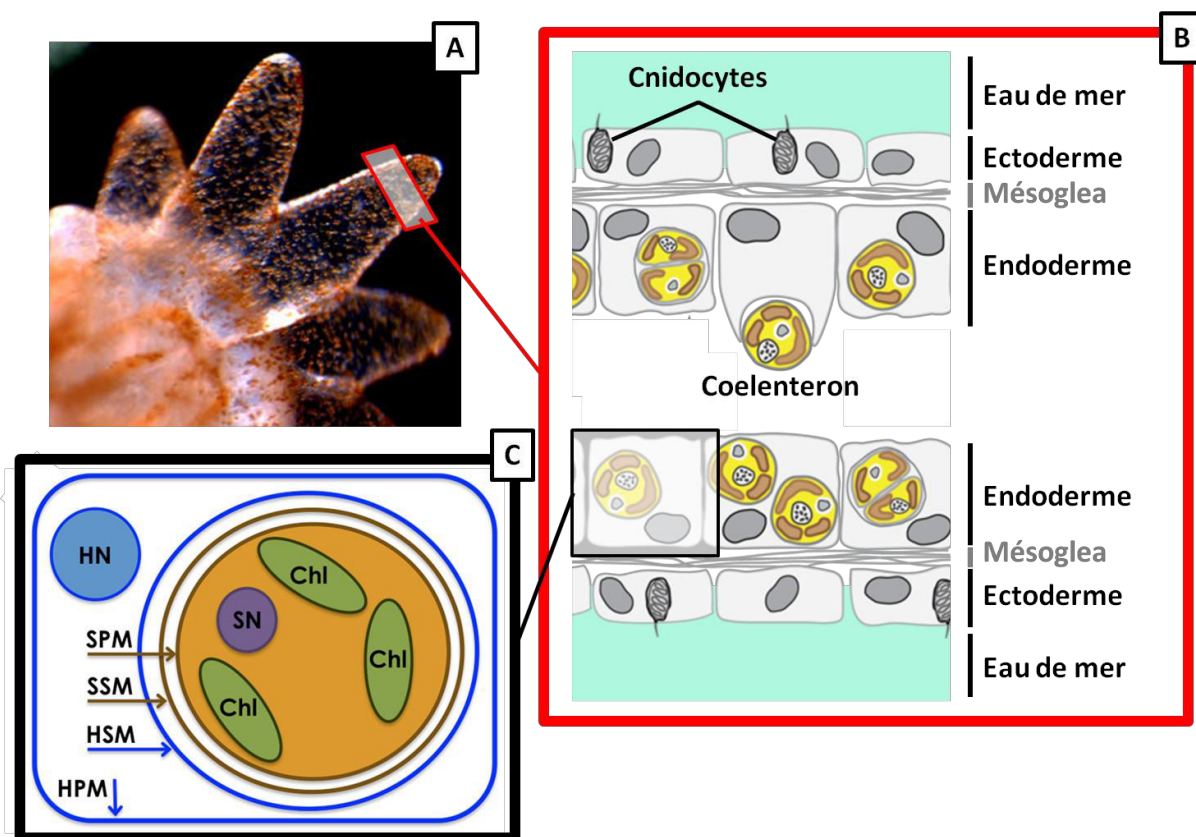 A
B
Cnidocytes
Eau de mer
Ectoderme
Mésoglea
Endoderme
Coelenteron
Endoderme
Mésoglea
Ectoderme
Eau de mer
C
HN
Chl
SN
SPM
Chl
SSM
Chl
HSM
HPM